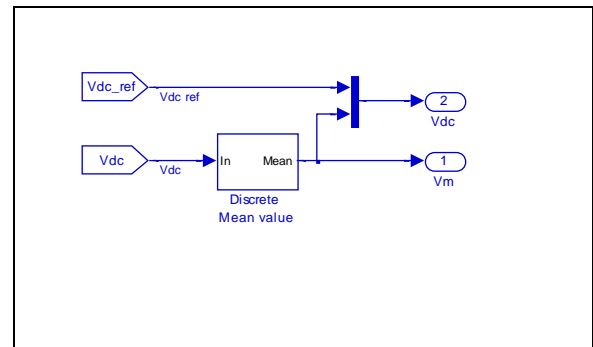 Vdc_ref
Vdc ref
2
Vdc
Vdc
Vdc
In
Mean
1
Vm
Discrete
Mean value